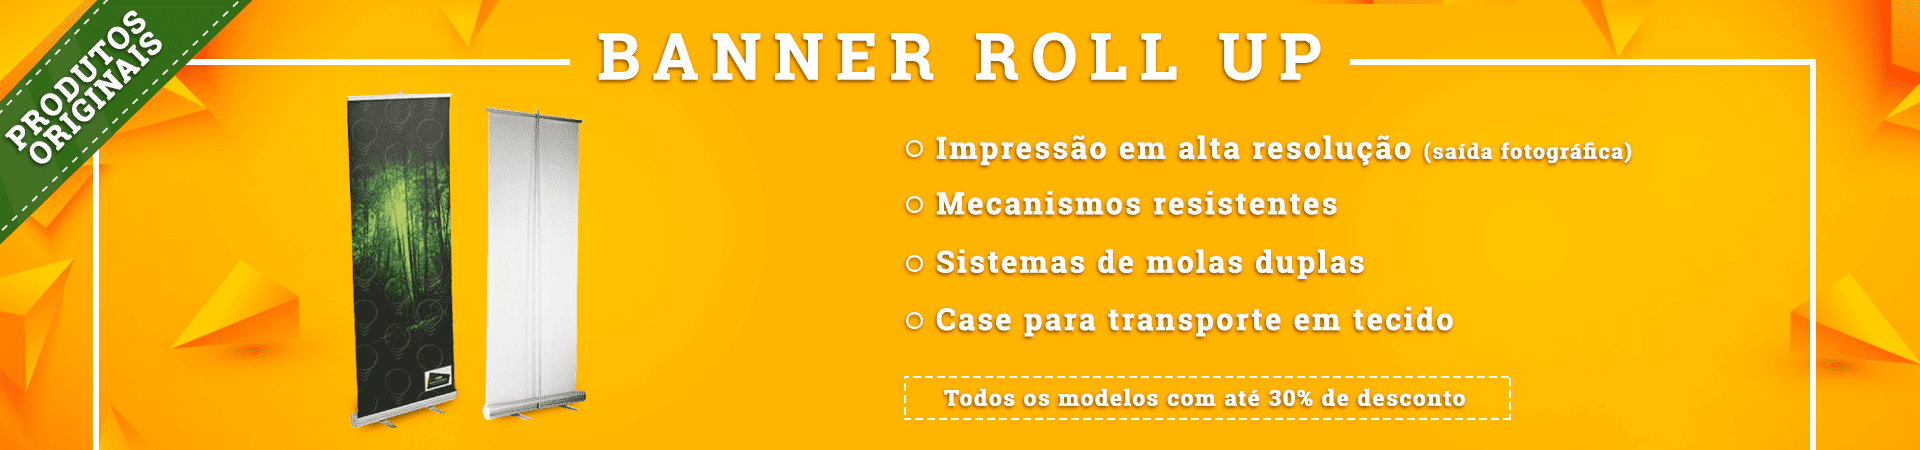 PRODUTOS
ORIGINAIS
BANNER ROLL UP
Impressão em alta resolução (saída fotográfica)
Mecanismos resistentes
Sistemas de molas duplas
Case para transporte em tecido
Todos os modelos com até 30% de desconto